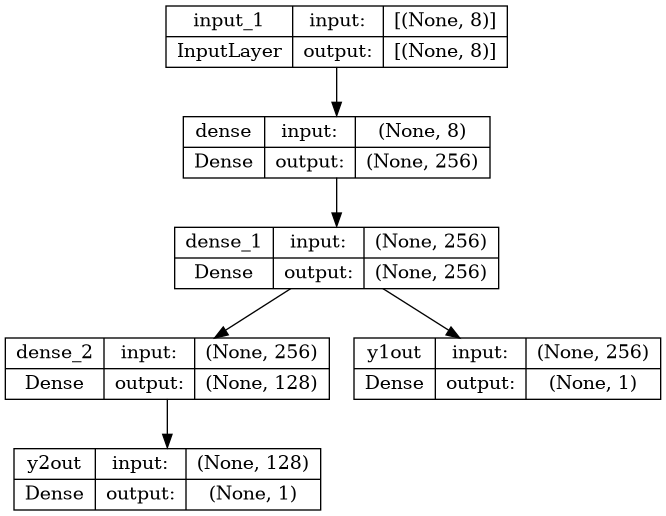 input_1 input: [(None, 8)]
InputLayer output: [(None, 8)]
dense input: (None, 8)
Dense output: (None, 256)
dense_1 input: (None, 256)
Dense output: (None, 256)
dense_2 input: (None, 256)
Dense output: (None, 128)
y1out input: (None, 256)
Dense output: (None, 1)
y2out input: (None, 128)
Dense output: (None, 1)